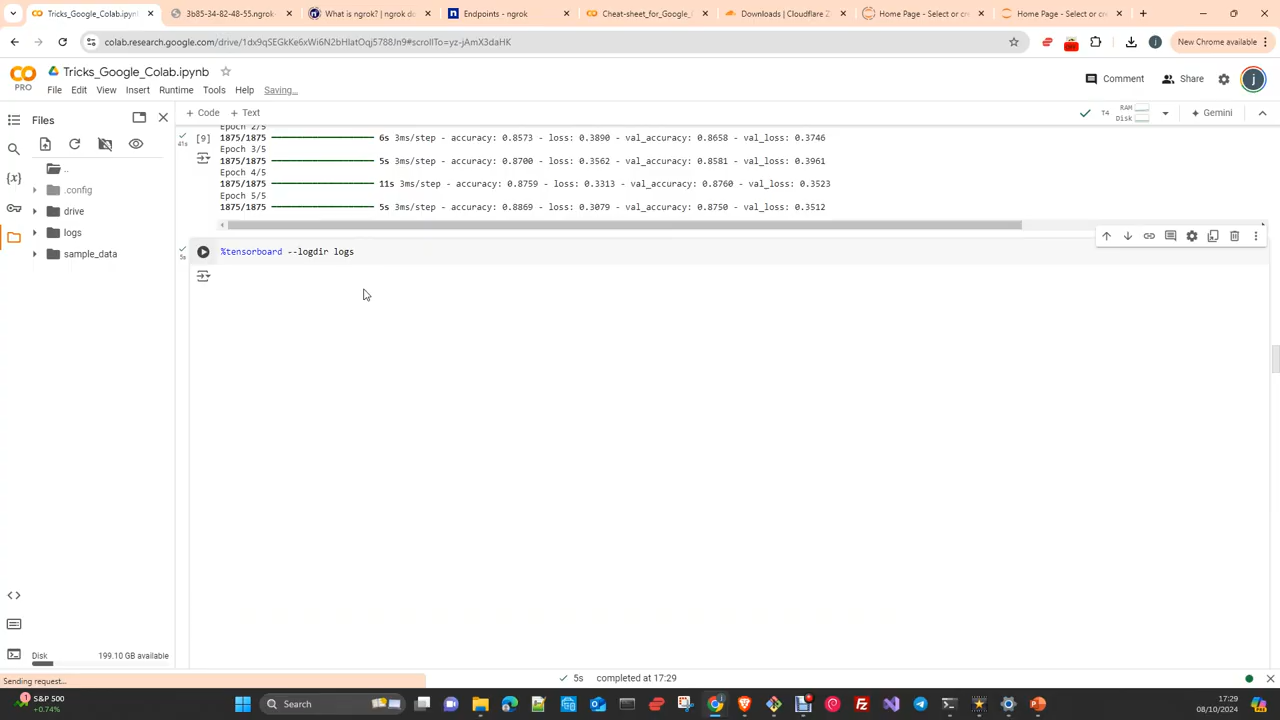 Tricks_Google_Colab.ipynb
3b85-34-82-48-55.ngrok-
What is ngrok? | ngrok do
Endpoints - ngrok
Cheat-sheet_for_Google_
Downloads | Cloudflare Z
Home Page - Select or cre
Home Page - Select or cre
colab.research.google.com/drive/1dx9qSEGkKe6xWi6N2bHlatOqj5788lJn9#scrollTo=yz-jAmX3daHK
OFF
j
New Chrome available
PRO
Tricks_Google_Colab.ipynb
File Edit View Insert Runtime Tools Help Saving...
Comment
Share
j
Files
+ Code + Text
T4
RAM
Disk
Gemini
..
.config
drive
logs
sample_data
{x}
Epoch 2/5
[9]
41s
1875/1875 6s 3ms/step - accuracy: 0.8573 - loss: 0.3890 - val_accuracy: 0.8658 - val_loss: 0.3746
Epoch 3/5
1875/1875 5s 3ms/step - accuracy: 0.8700 - loss: 0.3562 - val_accuracy: 0.8581 - val_loss: 0.3961
Epoch 4/5
1875/1875 11s 3ms/step - accuracy: 0.8759 - loss: 0.3313 - val_accuracy: 0.8760 - val_loss: 0.3523
Epoch 5/5
1875/1875 5s 3ms/step - accuracy: 0.8869 - loss: 0.3079 - val_accuracy: 0.8750 - val_loss: 0.3512
5s
%tensorboard --logdir logs
Disk 199.10 GB available
Sending request...
5s completed at 17:29
S&P 500
+0.74%
Search
17:29
08/10/2024